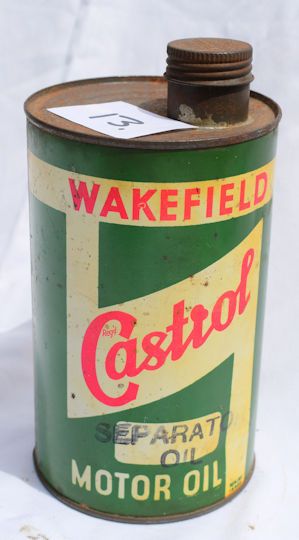 13.
WAKEFIELD
Castrol
Regd
SEPARATO
OIL
MOTOR OIL